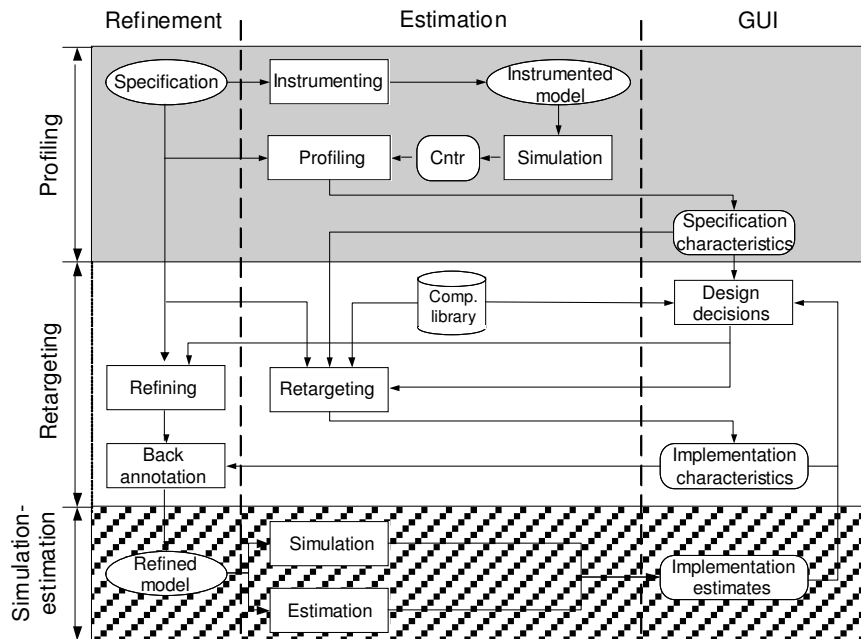 Refinement
Estimation
GUI
Profiling
Specification
Instrumenting
Instrumented
model
Profiling
Cntr
Simulation
Specification
characteristics
Retargeting
Comp.
library
Design
decisions
Refining
Retargeting
Back
annotation
Implementation
characteristics
Simulation-
estimation
Refined
model
Simulation
Estimation
Implementation
estimates